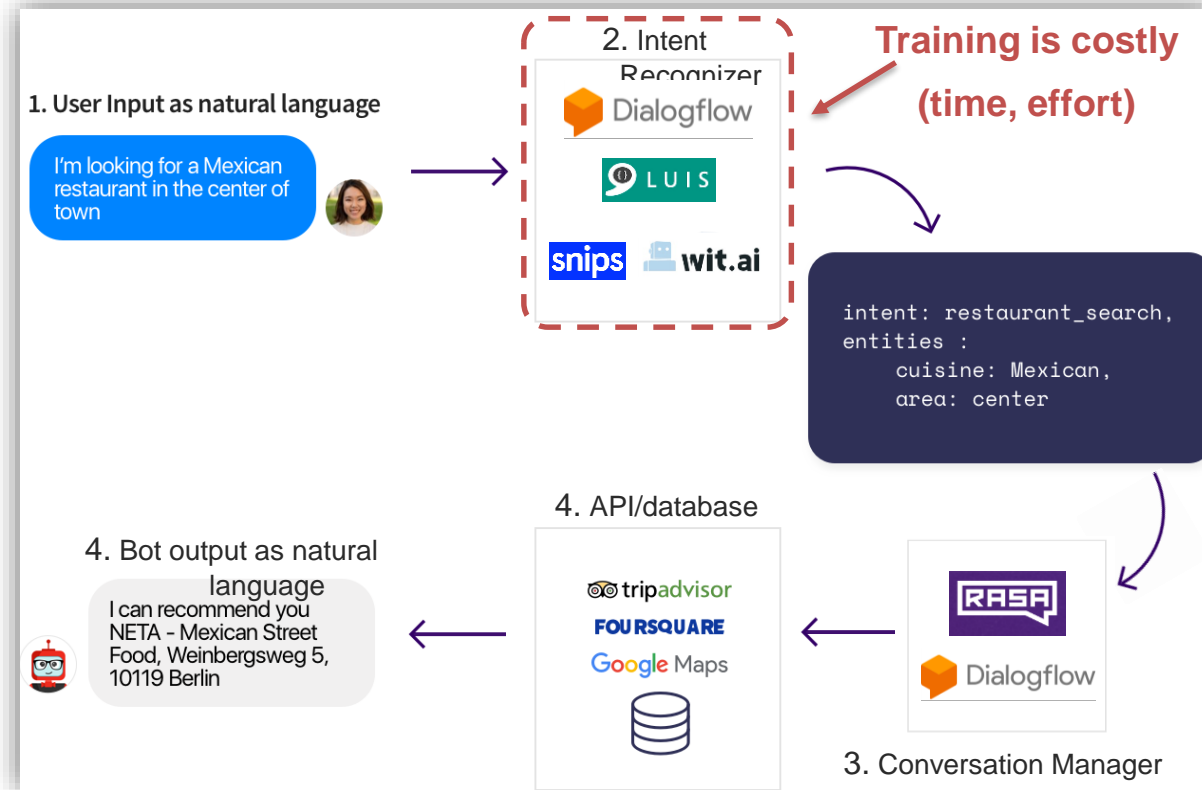 1. User Input as natural language
I'm looking for a Mexican
restaurant in the center of
town
2. Intent
Recognizer
Dialogflow
LUIS
snips
wit.ai
Training is costly
(time, effort)
intent: restaurant_search,
entities :
cuisine: Mexican,
area: center
RASA
Dialogflow
3. Conversation Manager
4. API/database
tripadvisor
FOURSQUARE
Google Maps
4. Bot output as natural
language
I can recommend you
NETA - Mexican Street
Food, Weinbergsweg 5,
10119 Berlin